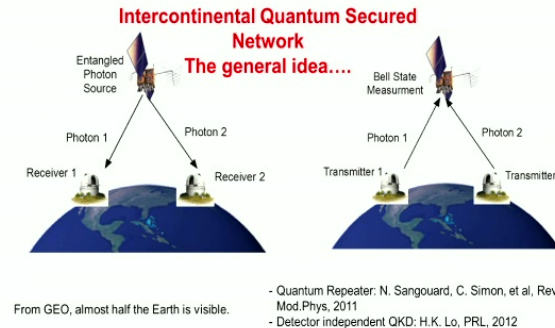 Intercontinental Quantum Secured
Network
The general idea….
Entangled
Photon
Source
Photon 1
Photon 2
Receiver 1
Receiver 2
Bell State
Measurment
Photon 1
Photon 2
Transmitter 1
Transmitter
From GEO, almost half the Earth is visible.
- Quantum Repeater: N. Sangouard, C. Simon, et al, Rev
Mod.Phys, 2011
- Detector independent QKD: H.K. Lo, PRL, 2012